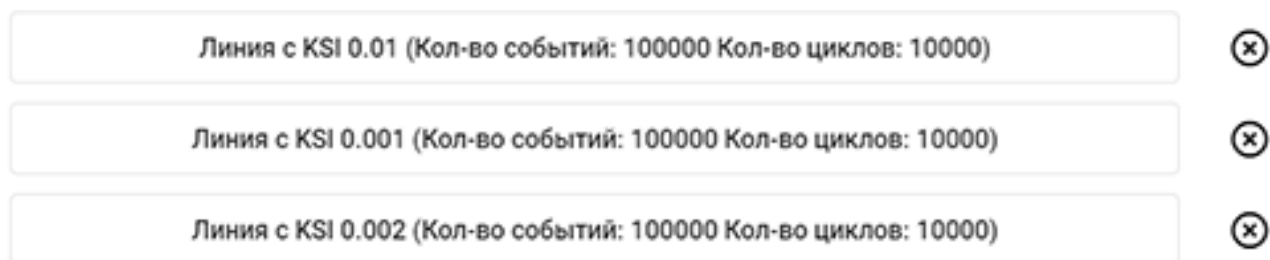 Линия с KSI 0.01 (Кол-во событий: 100000 Кол-во циклов: 10000)
Линия с KSI 0.001 (Кол-во событий: 100000 Кол-во циклов: 10000)
Линия с KSI 0.002 (Кол-во событий: 100000 Кол-во циклов: 10000)